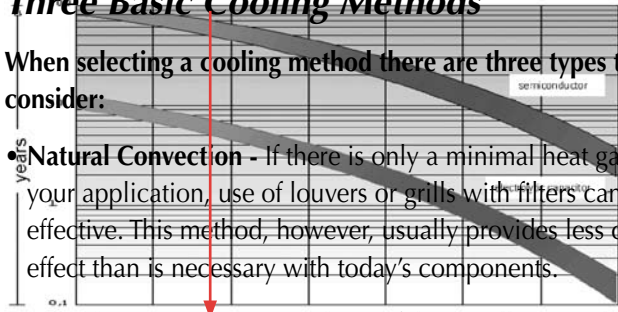 Three Basic Cooling Methods
When selecting a cooling method there are three types t
consider:
semiconductor
years
• Natural Convection - If there is only a minimal heat ga
your application, use of louvers or grills with filters can
effective. This method, however, usually provides less c
effect than is necessary with today's components.
0,1